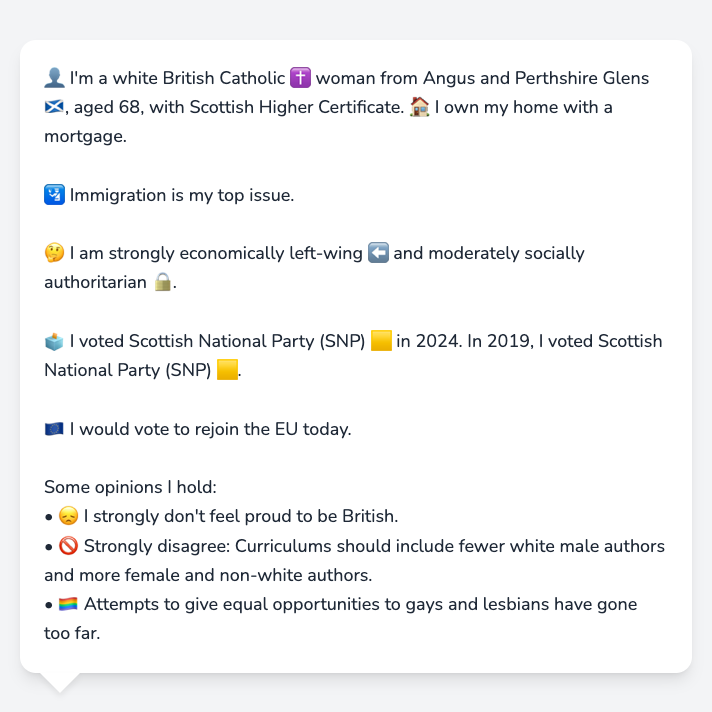 👤 I'm a white British Catholic ✝️ woman from Angus and Perthshire Glens
🏴󠁧󠁢󠁳󠁣󠁴󠁿, aged 68, with Scottish Higher Certificate. 🏠 I own my home with a
mortgage.
🛂 Immigration is my top issue.
🤔 I am strongly economically left-wing ⬅️ and moderately socially
authoritarian 🔒.
🗳️ I voted Scottish National Party (SNP) 🟨 in 2024. In 2019, I voted Scottish
National Party (SNP) 🟨.
🇪🇺 I would vote to rejoin the EU today.
Some opinions I hold:
• 😞 I strongly don't feel proud to be British.
• 🚫 Strongly disagree: Curriculums should include fewer white male authors
and more female and non-white authors.
• 🏳️‍🌈 Attempts to give equal opportunities to gays and lesbians have gone
too far.